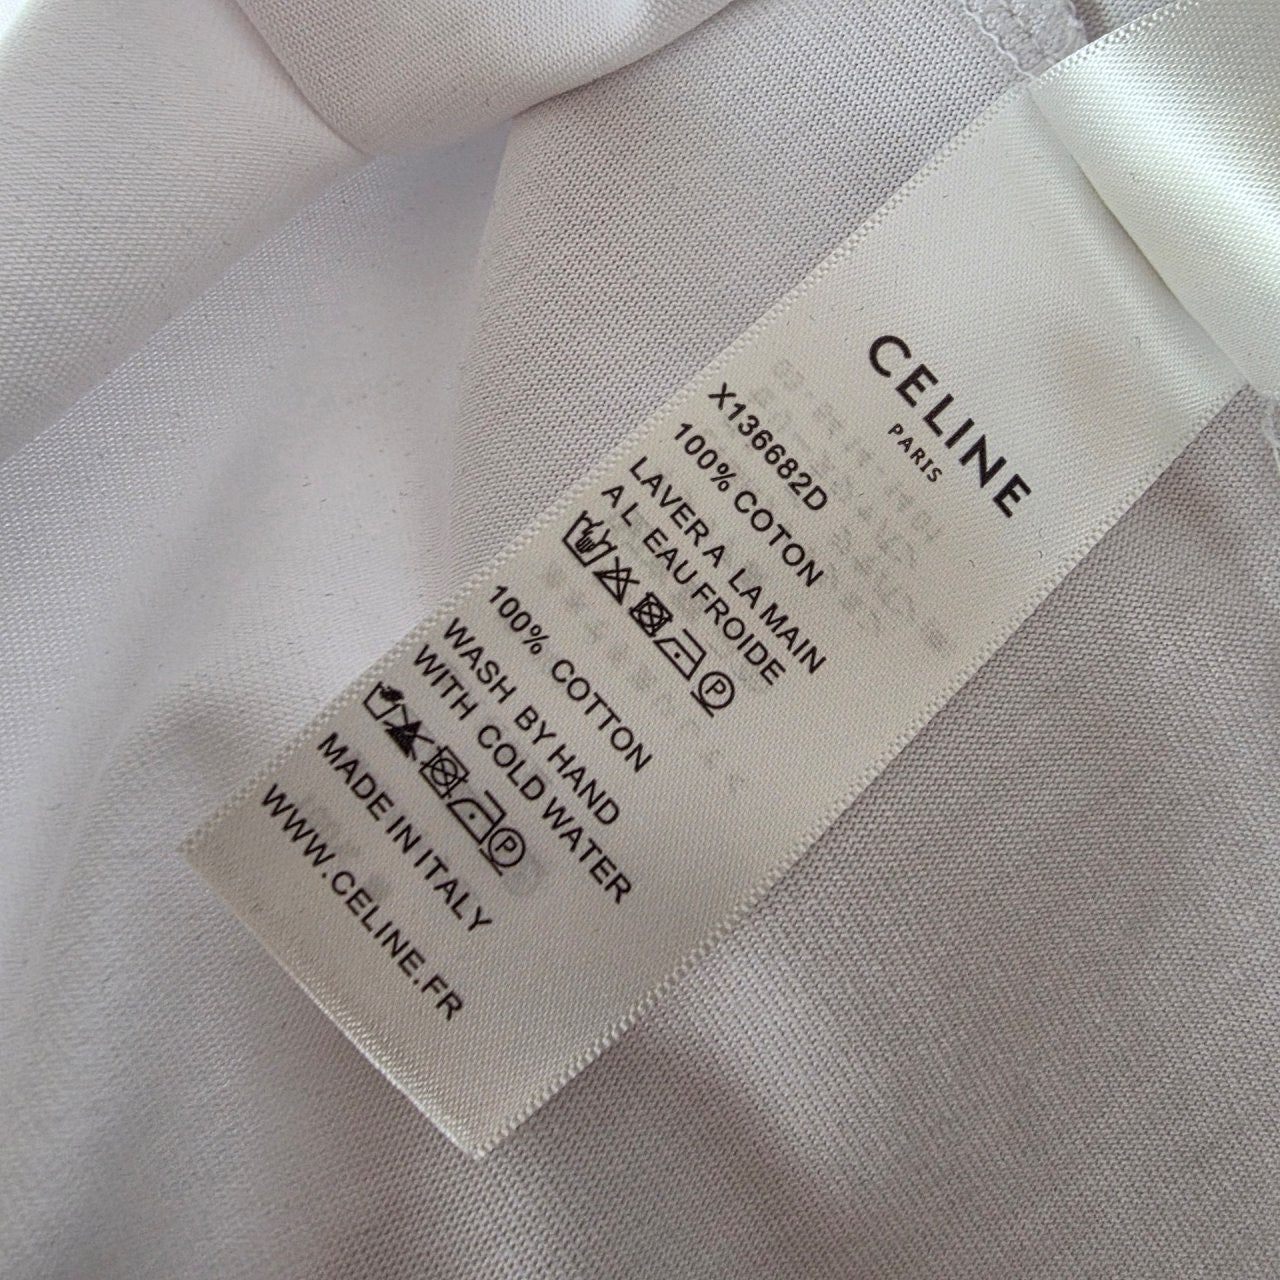 CELINE
PARIS
X136682D
100% COTON
LAVER A LA MAIN
A L EAU FROIDE
P
100% COTTON
WASH BY HAND
WITH COLD WATER
P
MADE IN ITALY
WWW.CELINE.FR